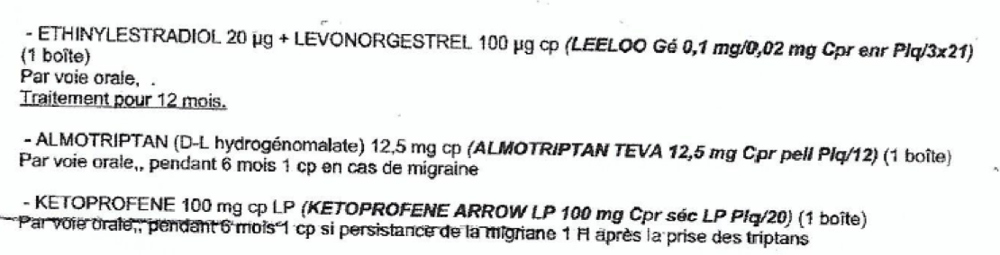 - ETHINYLESTRADIOL 20 µg + LEVONORGESTREL 100 µg cp (LEELOO Gé 0,1 mg/0,02 mg Cpr enr Plq/3x21)
(1 boîte)
Par voie orale, .
Traitement pour 12 mois.
- ALMOTRIPTAN (D-L hydrogénomalate) 12,5 mg cp (ALMOTRIPTAN TEVA 12,5 mg Cpr pell Plq/12) (1 boîte)
Par voie orale,, pendant 6 mois 1 cp en cas de migraine
- KETOPROFENE 100 mg cp LP (KETOPROFENE ARROW LP 100 mg Cpr séc LP Plq/20) (1 boîte)
Par voie orale,, pendant 6 mois 1 cp si persistance de la migriane 1 H après la prise des triptans